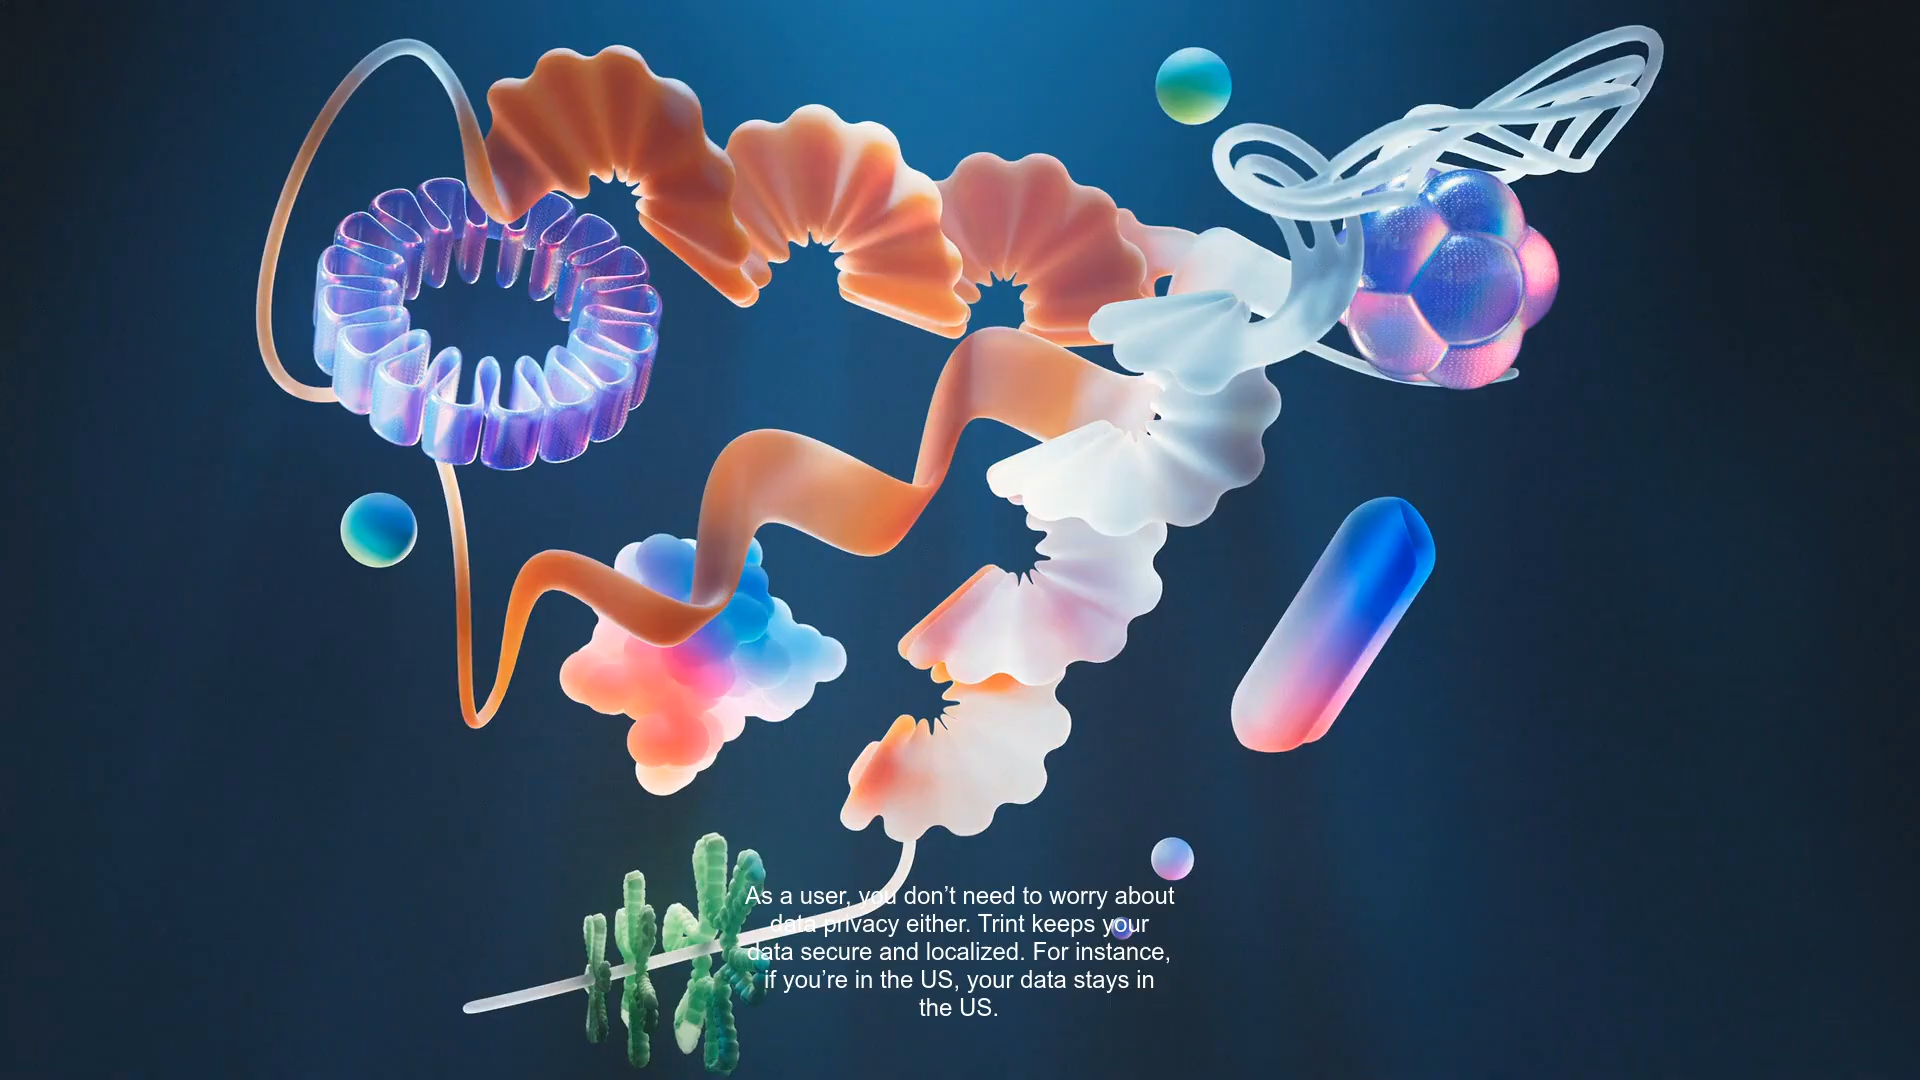 As a user, you don’t need to worry about
data privacy either. Trint keeps your
data secure and localized. For instance,
if you’re in the US, your data stays in
the US.